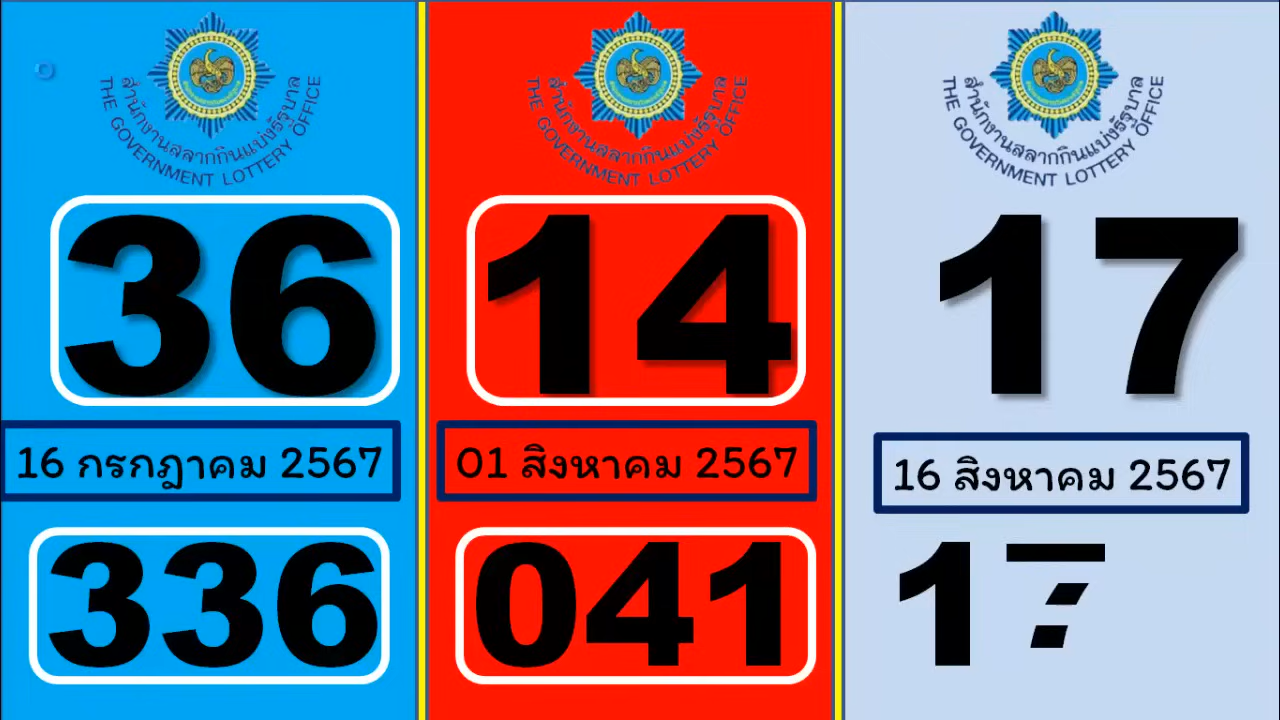 สำนักงานสลากกินแบ่งรัฐบาล
THE GOVERNMENT LOTTERY OFFICE
36
16 กรกฎาคม 2567
336
สำนักงานสลากกินแบ่งรัฐบาล
THE GOVERNMENT LOTTERY OFFICE
14
01 สิงหาคม 2567
041
สำนักงานสลากกินแบ่งรัฐบาล
THE GOVERNMENT LOTTERY OFFICE
17
16 สิงหาคม 2567
17